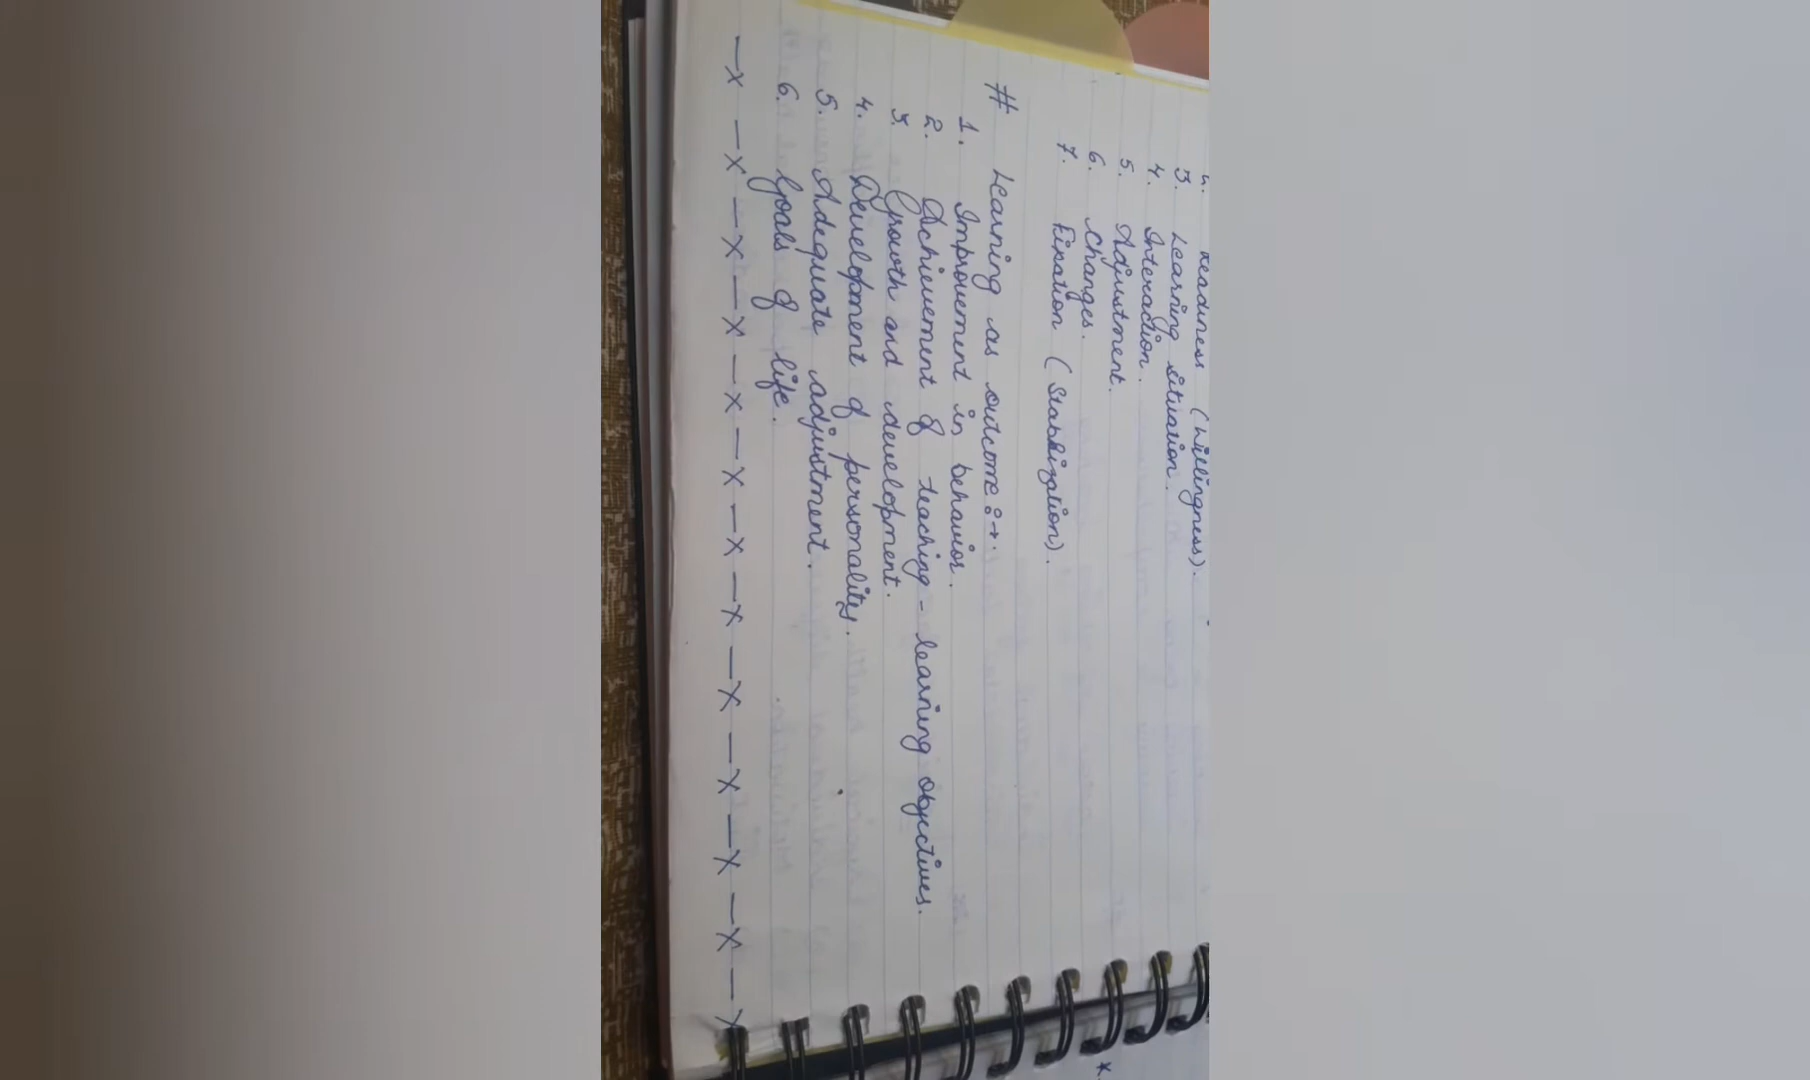 Readiness (Willingness).
3. Learning situation.
4. Interaction.
5. Adjustment.
6. Changes.
7. Fixation (Stabilization).
# Learning as outcome :→.
1. Improvement in behavior.
2. Achievement of teaching - learning objectives.
3. Growth and development.
4. Development of personality.
5. Adequate adjustment.
6. Goals of life.
—x —x —x —x —x —x —x —x —x —x —x —x —x